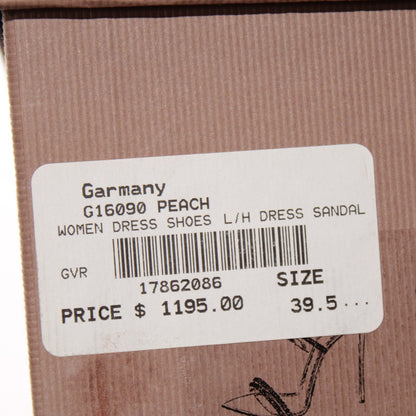 Garmany
G16090 PEACH
WOMEN DRESS SHOES L/H DRESS SANDAL
GVR
17862086 SIZE
PRICE $ 1195.00 39.5 ...